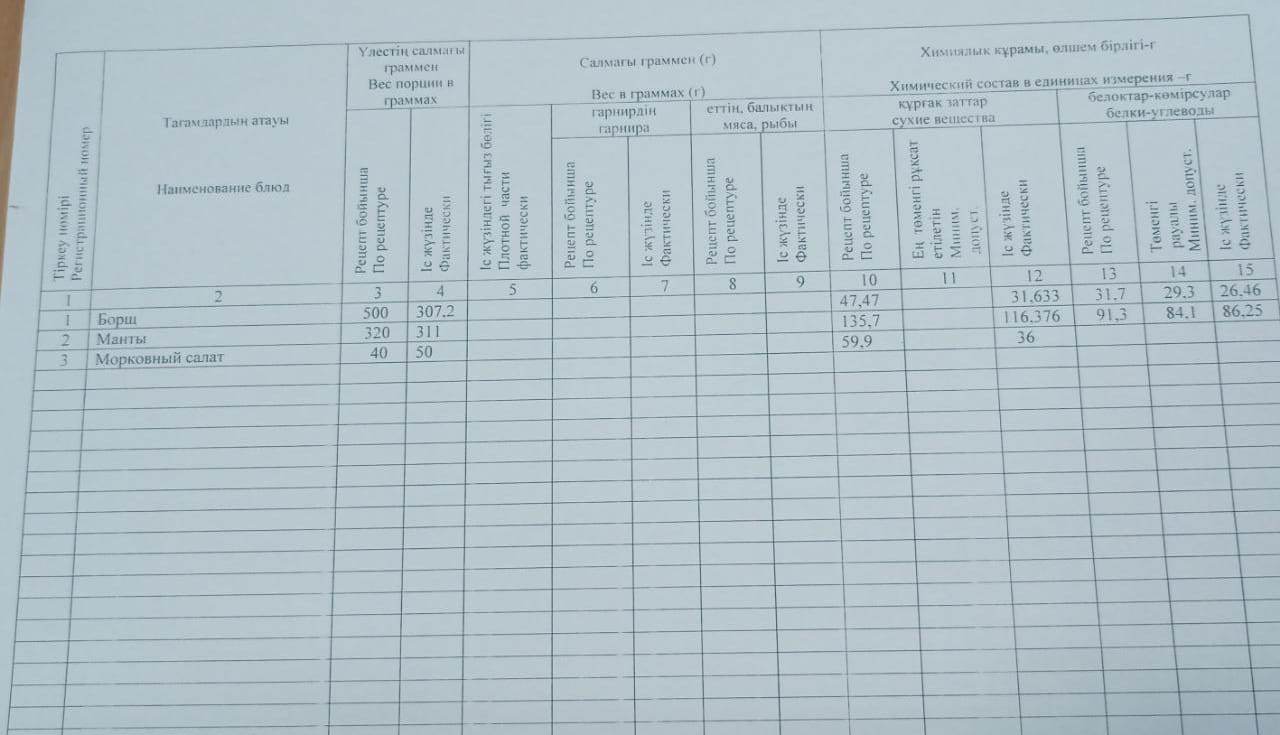 Тіркеу нөмірі
Регистрационный номер
Тағамдардың атауы
Наименование блюд
Үлестің салмағы
граммен
Вес порции в
граммах
Рецепт бойынша
По рецептуре
Іс жүзінде
Фактически
Салмағы граммен (г)
Вес в граммах (г)
Іс жүзіндегі тығыз бөлігі
Плотной части
фактически
гарнирдің
гарнира
Рецепт бойынша
По рецептуре
Іс жүзінде
Фактически
еттің, балықтың
мяса, рыбы
Рецепт бойынша
По рецептуре
Іс жүзінде
Фактически
Химиялық құрамы, өлшем бірлігі-г
Химический состав в единицах измерения –г
құрғақ заттар
сухие вещества
Рецепт бойынша
По рецептуре
Ең төменгі рұқсат
етілетін
Миним.
допуст.
Іс жүзінде
Фактически
белоктар-көмірсулар
белки-углеводы
Рецепт бойынша
По рецептуре
Төменгі
рауалы
Миним. допуст.
Іс жүзінде
Фактически
1 2 3 4 5 6 7 8 9 10 11 12 13 14 15
1 Борщ 500 307,2 47,47 31,633 31,7 29,3 26,46
2 Манты 320 311 135,7 116,376 91,3 84,1 86,25
3 Морковный салат 40 50 59,9 36